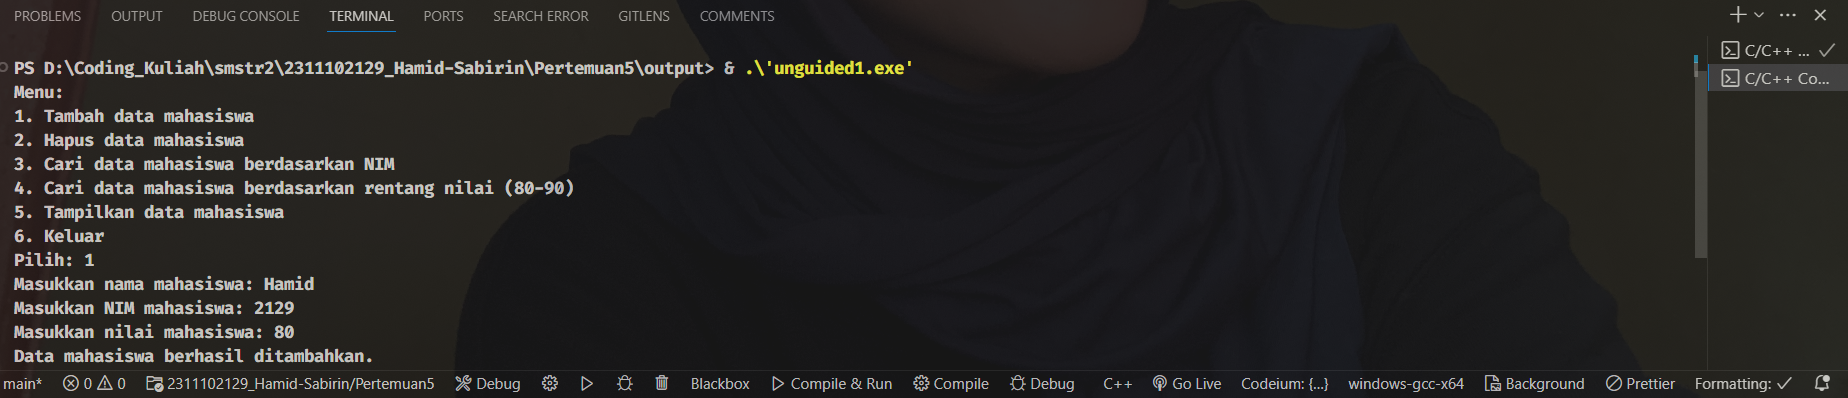 PROBLEMS OUTPUT DEBUG CONSOLE TERMINAL PORTS SEARCH ERROR GITLENS COMMENTS
PS D:\Coding_Kuliah\smstr2\2311102129_Hamid-Sabirin\Pertemuan5\output> & .\'unguided1.exe'
Menu:
1. Tambah data mahasiswa
2. Hapus data mahasiswa
3. Cari data mahasiswa berdasarkan NIM
4. Cari data mahasiswa berdasarkan rentang nilai (80-90)
5. Tampilkan data mahasiswa
6. Keluar
Pilih: 1
Masukkan nama mahasiswa: Hamid
Masukkan NIM mahasiswa: 2129
Masukkan nilai mahasiswa: 80
Data mahasiswa berhasil ditambahkan.
C/C++ ...
C/C++ Co...
main* 0 0 2311102129_Hamid-Sabirin/Pertemuan5 Debug Blackbox Compile & Run Compile Debug C++ Go Live Codeium: {...} windows-gcc-x64 Background Prettier Formatting: